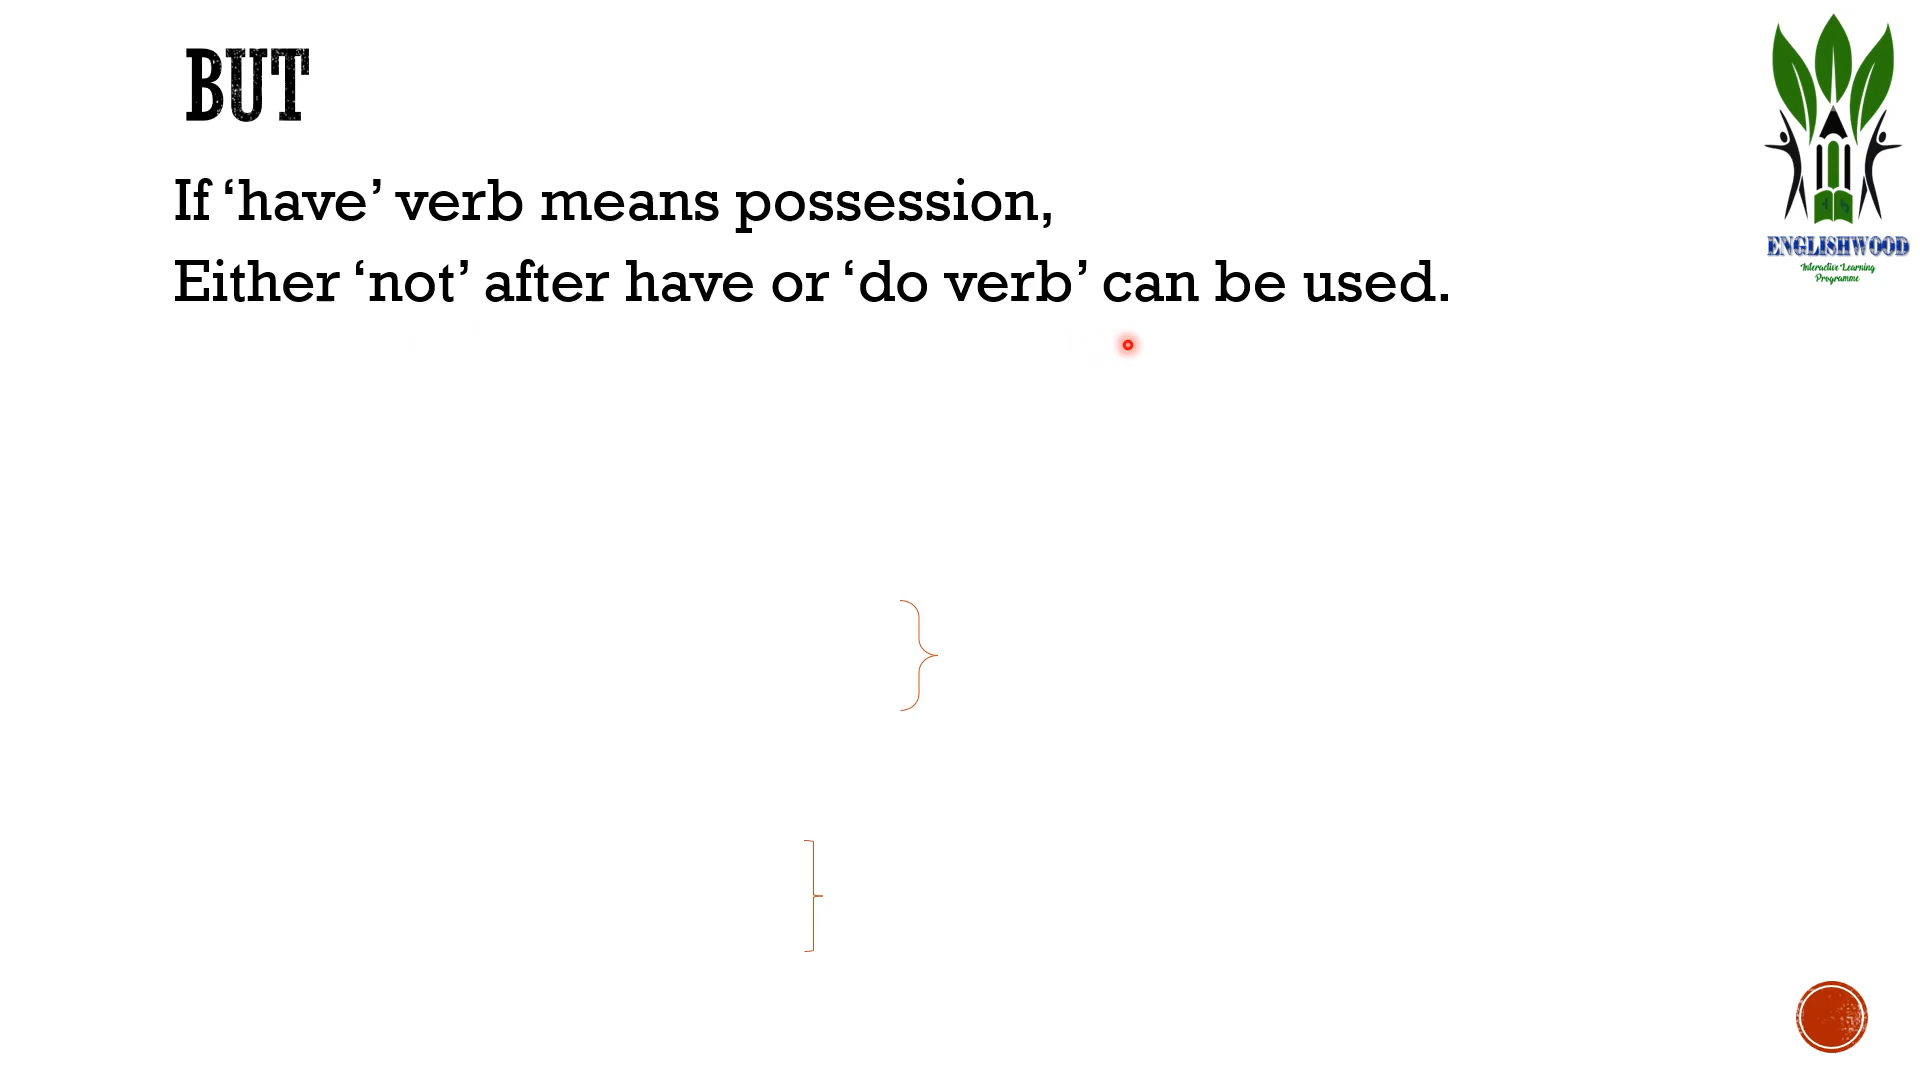 BUT
If ‘have’ verb means possession,
Either ‘not’ after have or ‘do verb’ can be used.
ENGLISHWOOD
Interactive Learning
Programme